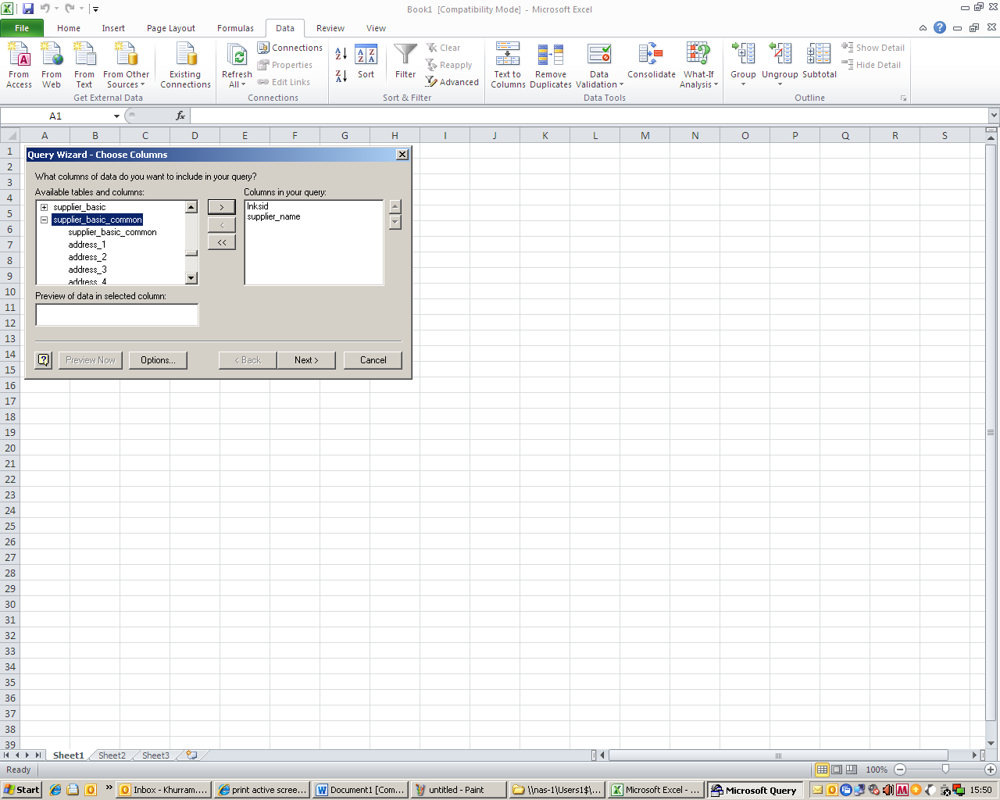 Book1 [Compatibility Mode] - Microsoft Excel
File Home Insert Page Layout Formulas Data Review View
From Access
From Web
From Text
From Other Sources
Existing Connections
Get External Data
Refresh All
Connections
Properties
Edit Links
Connections
Sort
Filter
Clear
Reapply
Advanced
Sort & Filter
Text to Columns
Remove Duplicates
Data Validation
Consolidate
What-If Analysis
Data Tools
Group
Ungroup
Subtotal
Show Detail
Hide Detail
Outline
A1 fx
A B C D E F G H I J K L M N O P Q R S
1
2
3
4
5
6
7
8
9
10
11
12
13
14
15
16
17
18
19
20
21
22
23
24
25
26
27
28
29
30
31
32
33
34
35
36
37
38
39
Query Wizard - Choose Columns
What columns of data do you want to include in your query?
Available tables and columns:
Columns in your query:
supplier_basic
supplier_basic_common
supplier_basic_common
address_1
address_2
address_3
address_4
>
<
<<
lnksid
supplier_name
Preview of data in selected column:
Preview Now Options... < Back Next > Cancel
Sheet1 Sheet2 Sheet3
Ready 100%
Start Inbox - Khurram.... print active scree... Document1 [Com... untitled - Paint \\nas-1\Users1$\... Microsoft Excel - ... Microsoft Query 15:50